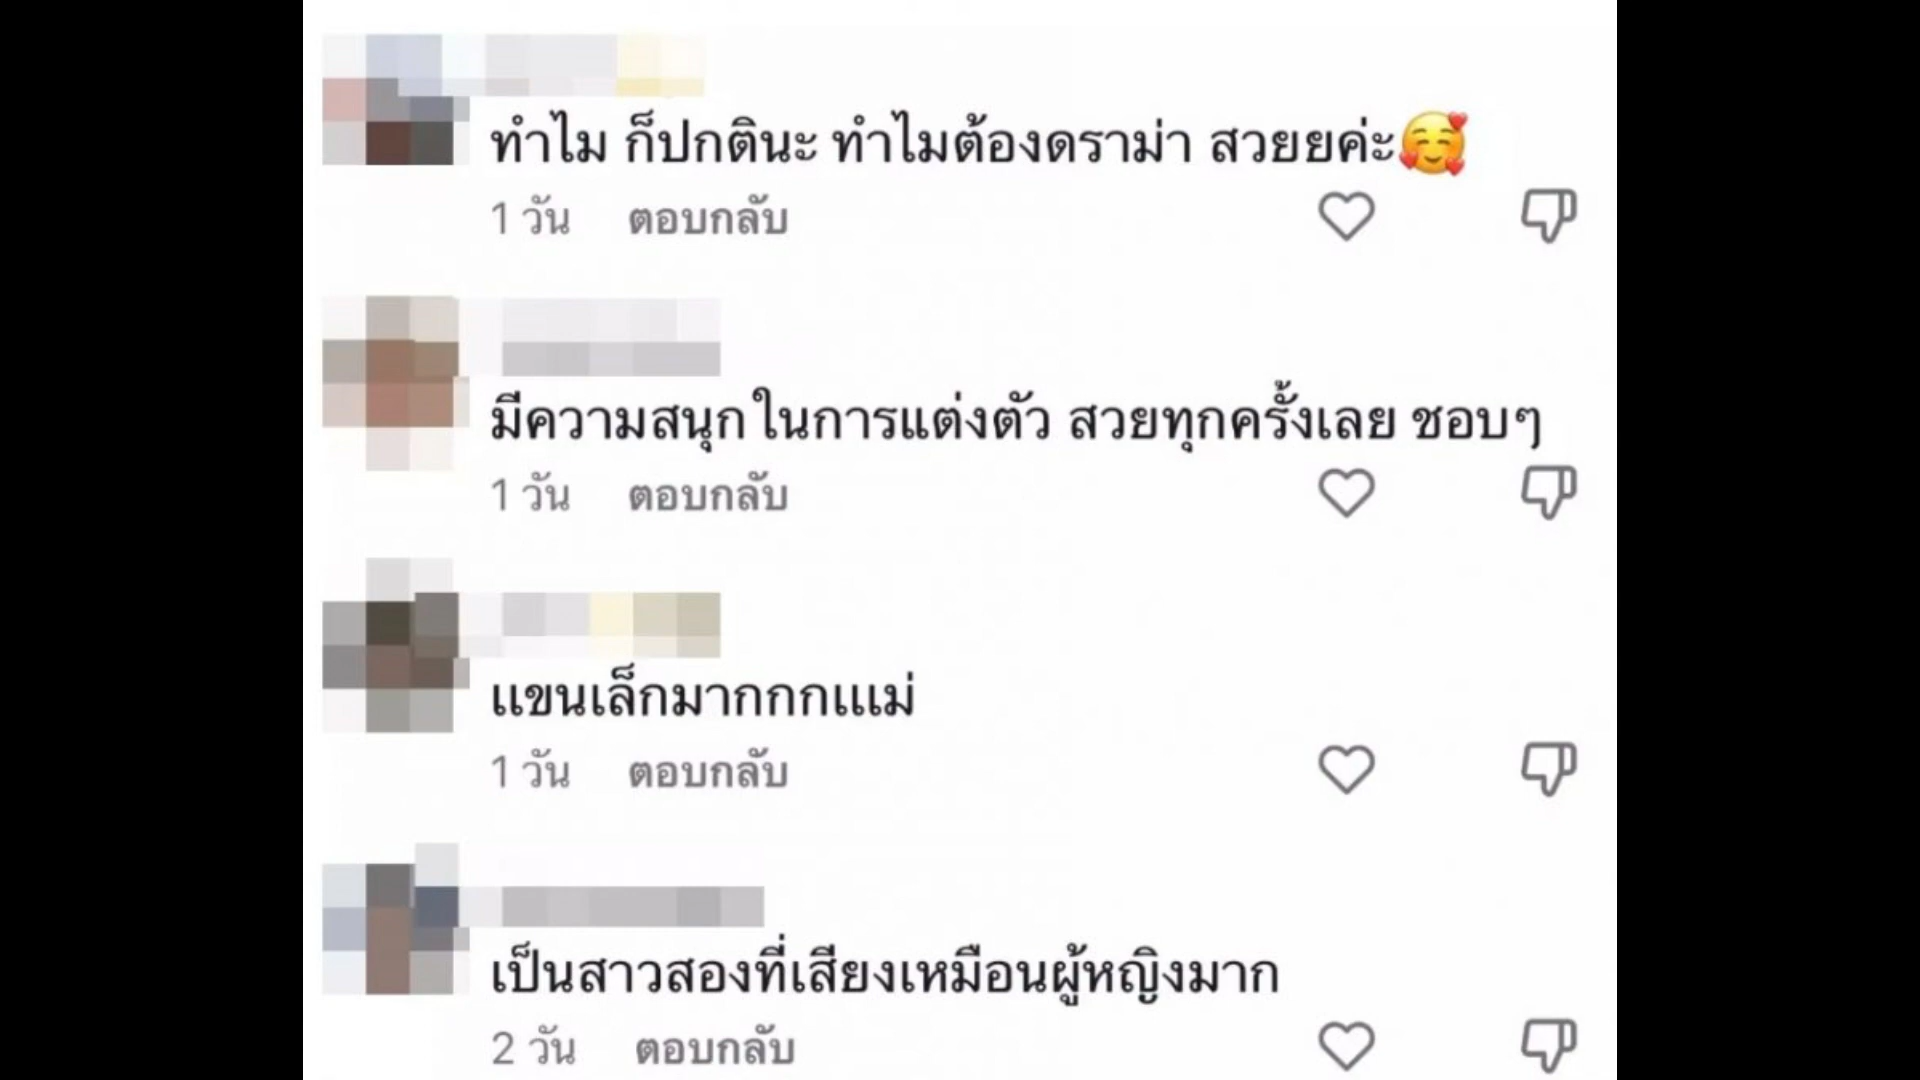 ทำไม ก็ปกตินะ ทำไมต้องดราม่า สวยยค่ะ🥰
1 วัน ตอบกลับ
มีความสนุกในการแต่งตัว สวยทุกครั้งเลย ชอบๆ
1 วัน ตอบกลับ
แขนเล็กมากกกแแม่
1 วัน ตอบกลับ
เป็นสาวสองที่เสียงเหมือนผู้หญิงมาก
2 วัน ตอบกลับ